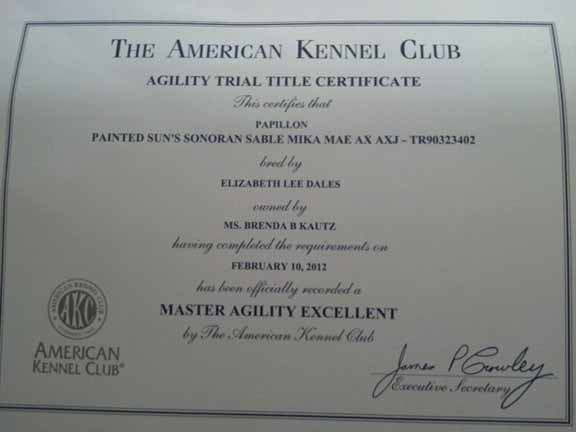 THE AMERICAN KENNEL CLUB
AGILITY TRIAL TITLE CERTIFICATE
This certifies that
PAPILLON
PAINTED SUN'S SONORAN SABLE MIKA MAE AX AXJ – TR90323402
bred by
ELIZABETH LEE DALES
owned by
MS. BRENDA B KAUTZ
having completed the requirements on
FEBRUARY 10, 2012
has been officially recorded a
MASTER AGILITY EXCELLENT
by The American Kennel Club
AMERICAN KENNEL CLUB
AKC
AMERICAN
KENNEL CLUB®
James P Crowley
Executive Secretary